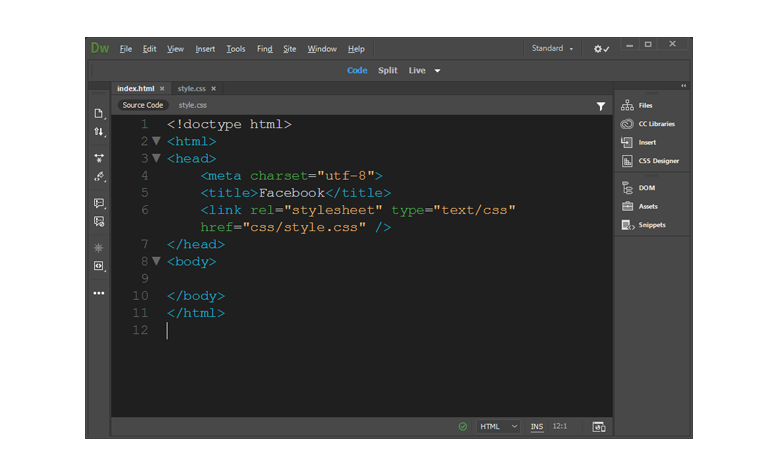 Dw File Edit View Insert Tools Find Site Window Help Standard
Code Split Live
index.html × style.css ×
Source Code style.css
1 <!doctype html>
2 <html>
3 <head>
4 <meta charset="utf-8">
5 <title>Facebook</title>
6 <link rel="stylesheet" type="text/css"
href="css/style.css" />
7 </head>
8 <body>
9
10 </body>
11 </html>
12
Files
CC Libraries
Insert
CSS Designer
DOM
Assets
Snippets
HTML INS 12:1